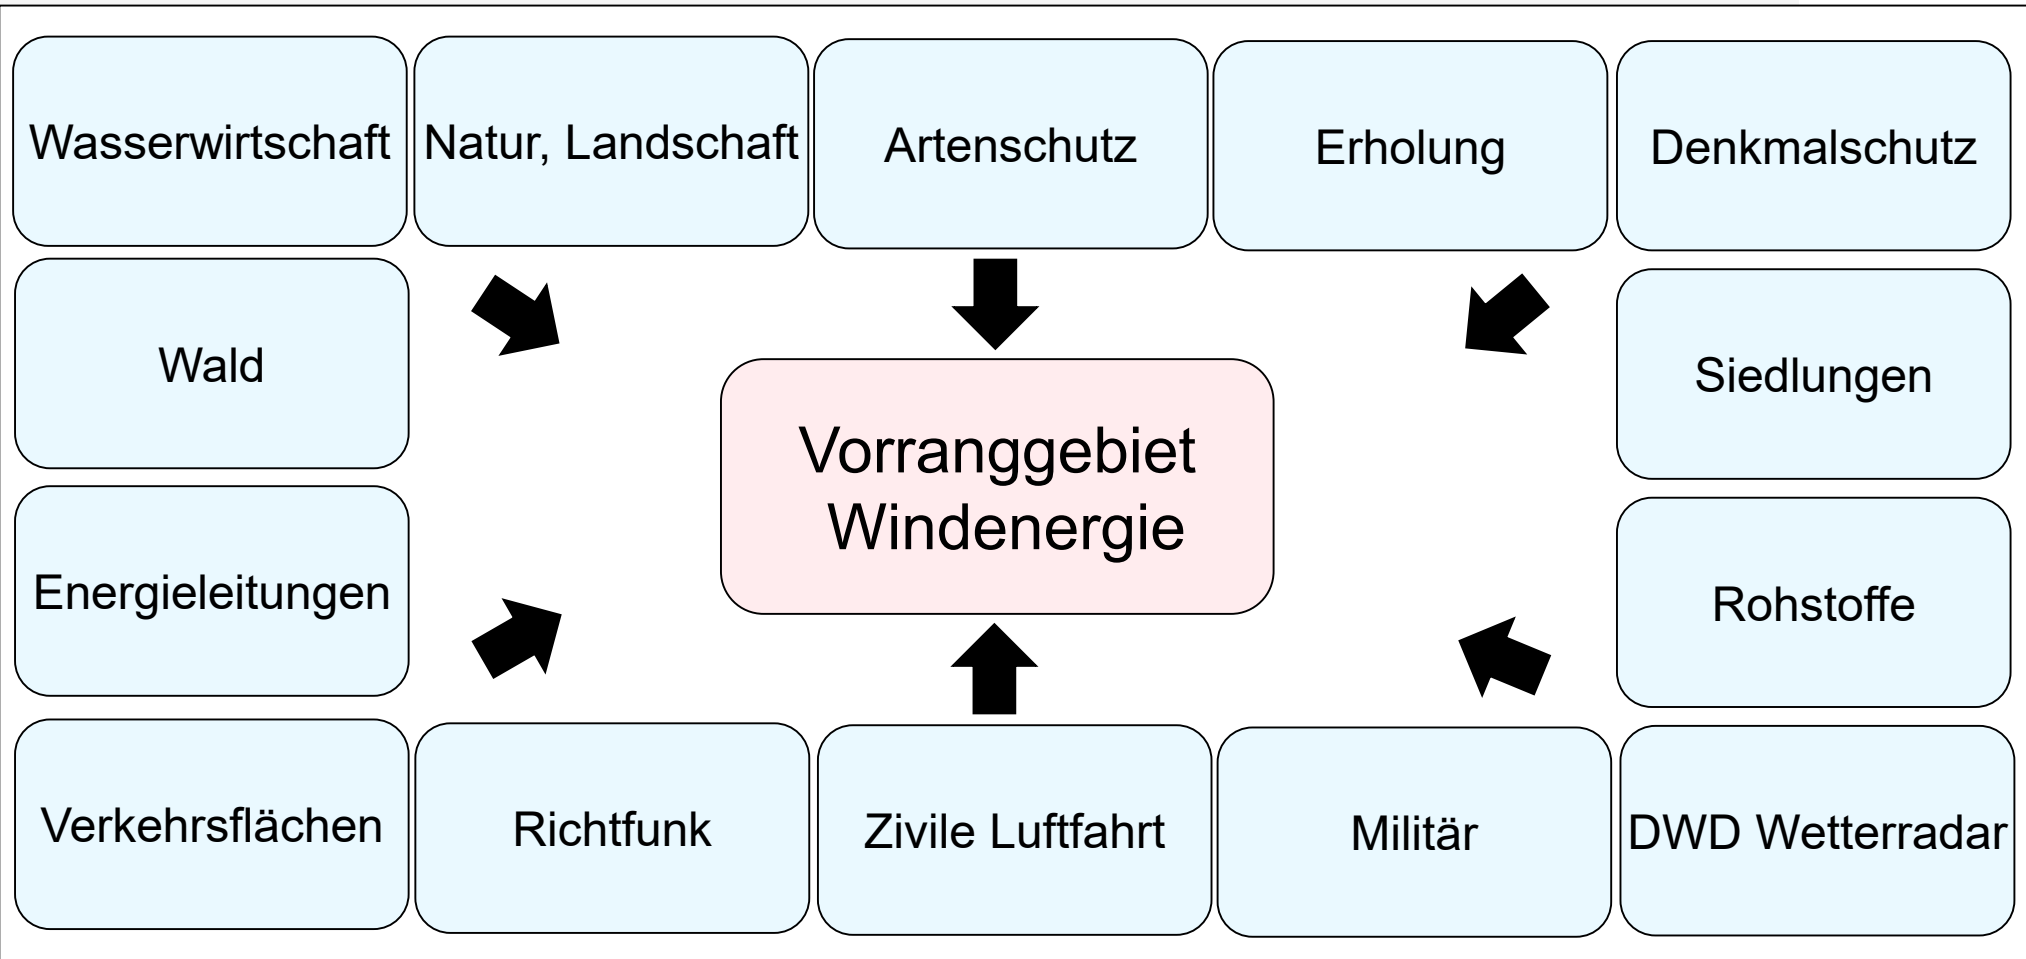 Wasserwirtschaft
Natur, Landschaft
Artenschutz
Erholung
Denkmalschutz
Wald
Siedlungen
Vorranggebiet
Windenergie
Energieleitungen
Rohstoffe
Verkehrsflächen
Richtfunk
Zivile Luftfahrt
Militär
DWD Wetterradar